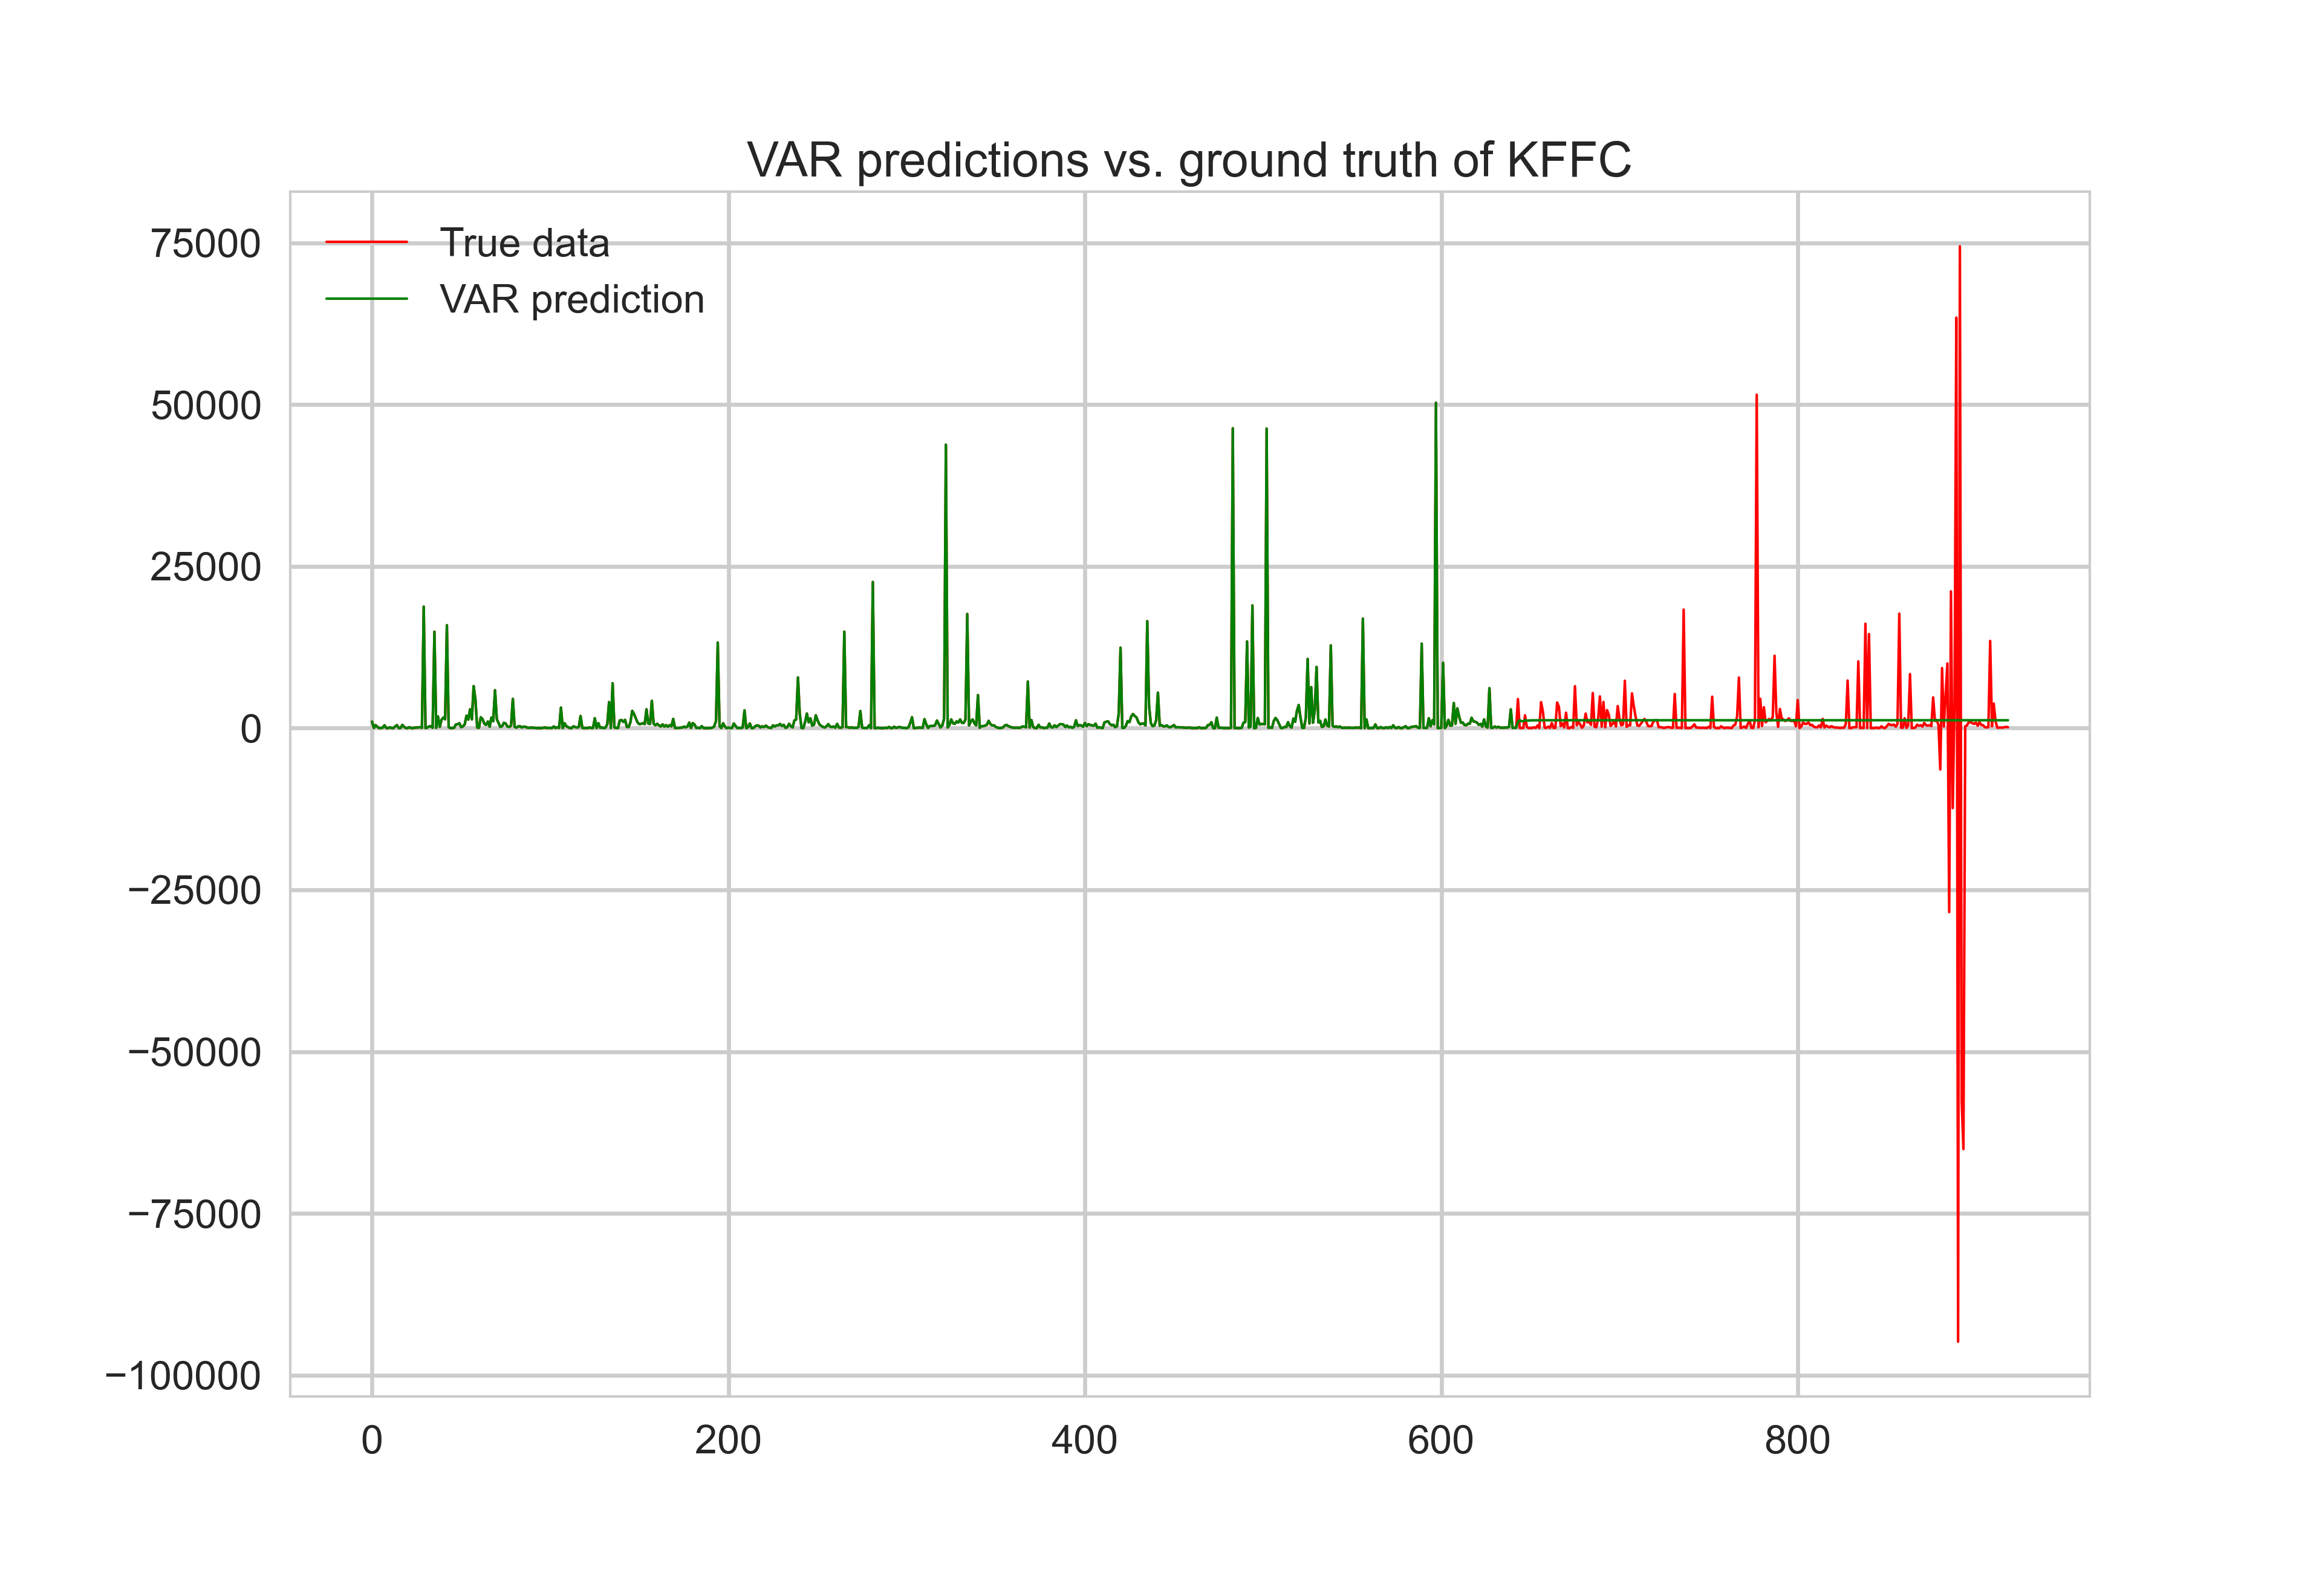 VAR predictions vs. ground truth of KFFC
True data
VAR prediction
75000
50000
25000
0
−25000
−50000
−75000
−100000
0 200 400 600 800